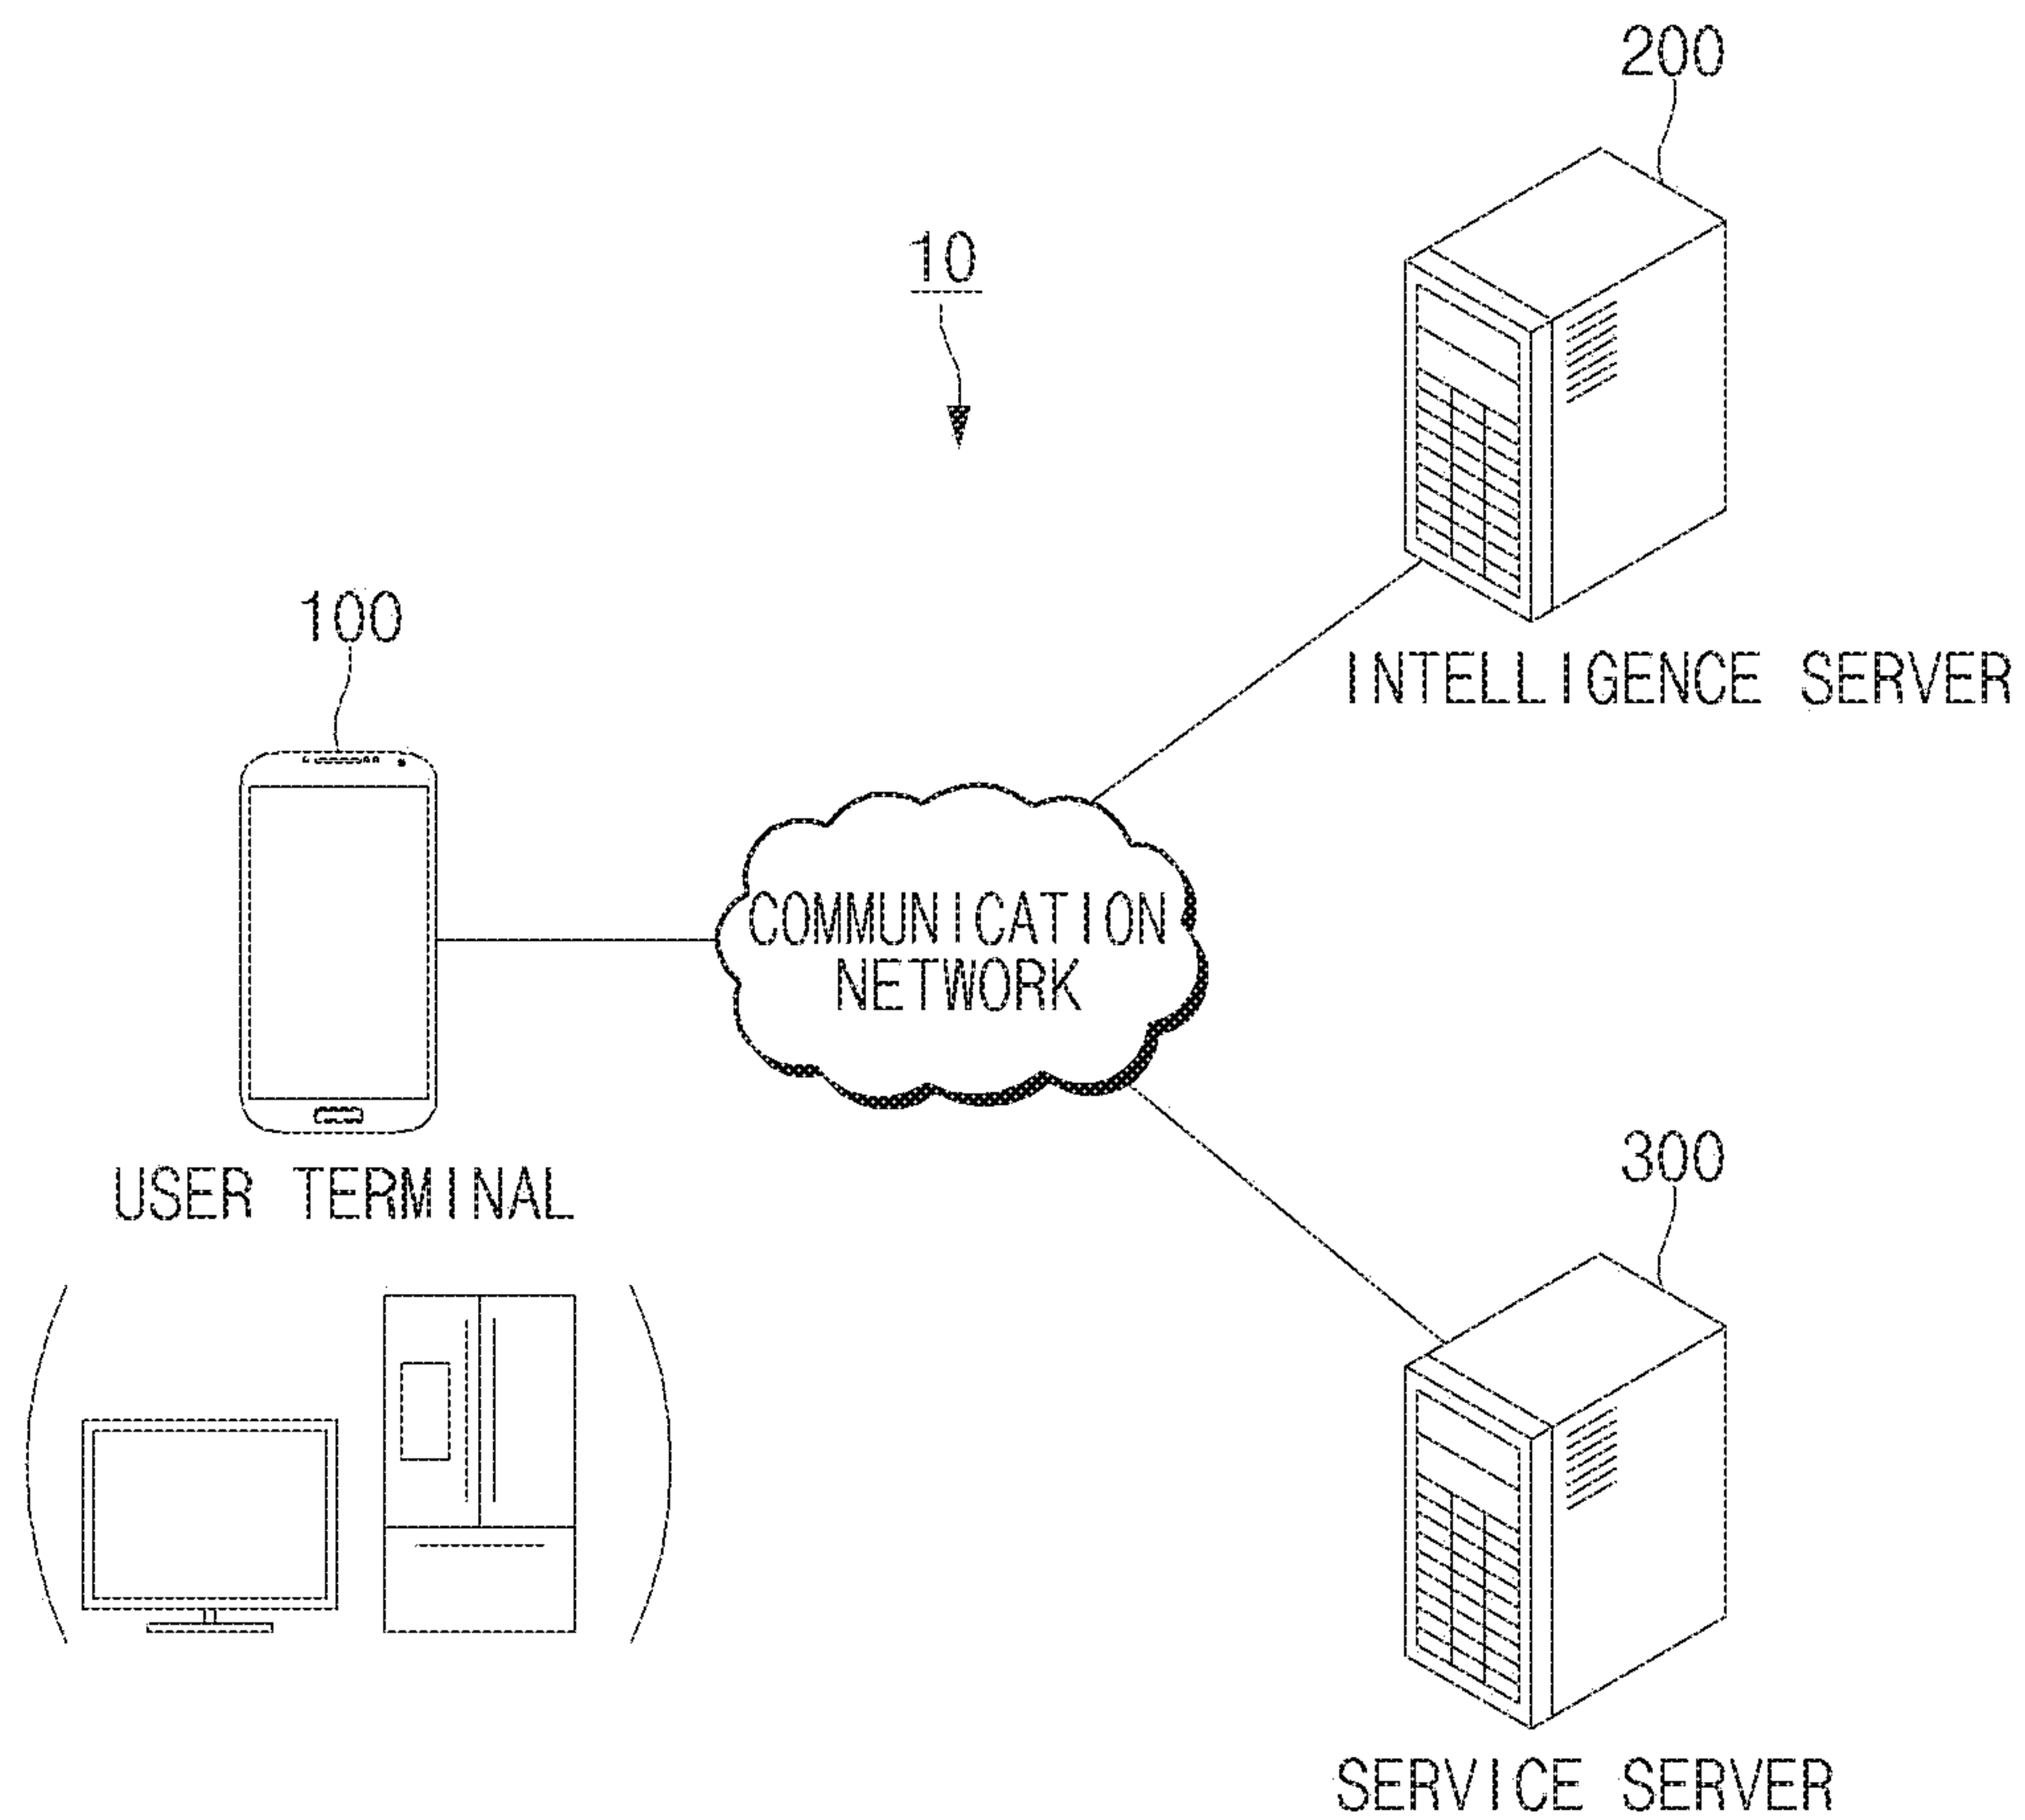 200
10
100
INTELLIGENCE SERVER
COMMUNICATION
NETWORK
USER TERMINAL
300
SERVICE SERVER